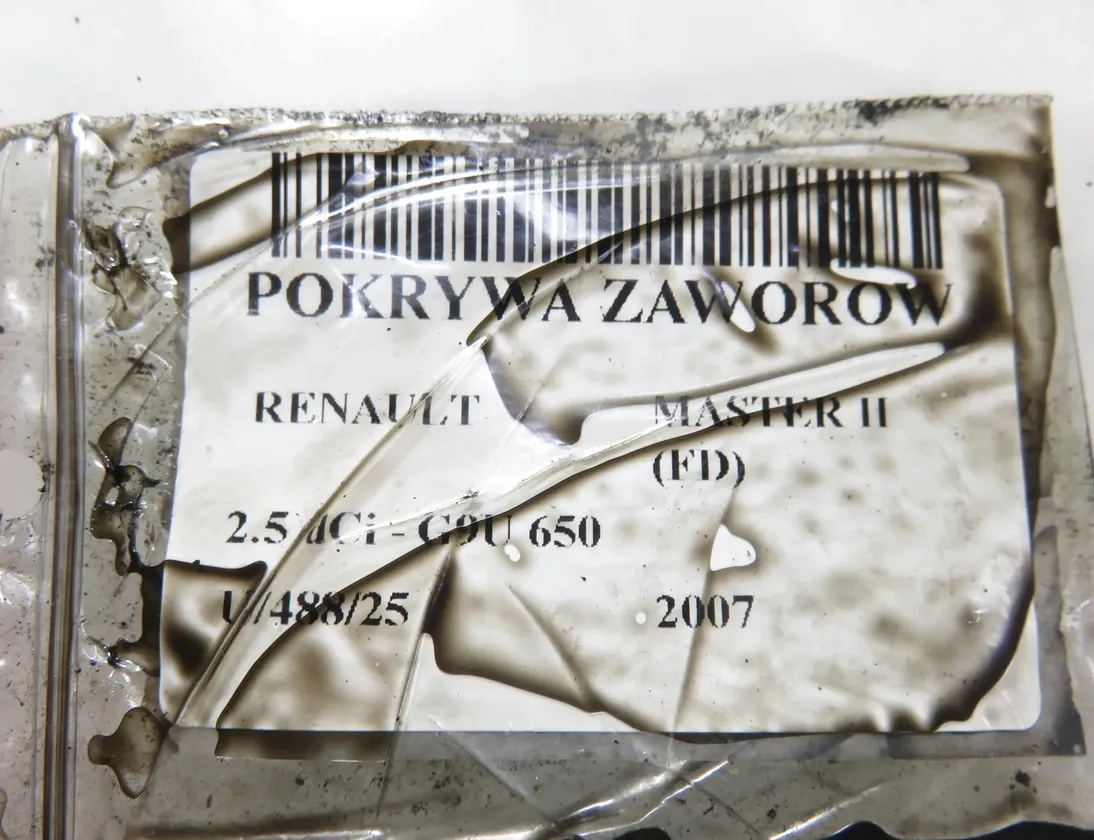 POKRYWA ZAWOROW
RENAULT MASTER II
(FD)
2.5 dCi - G9U 650
U/488/25 2007